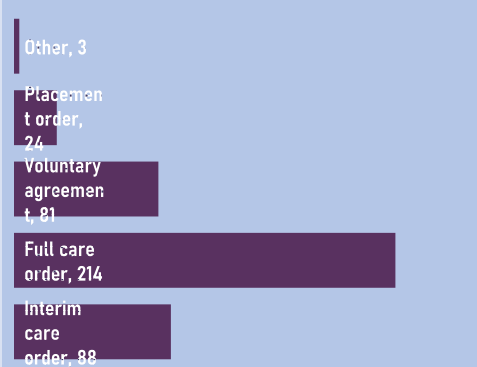 Other, 3
Placemen
t order,
24
Voluntary
agreemen
t, 81
Full care
order, 214
Interim
care
order, 88